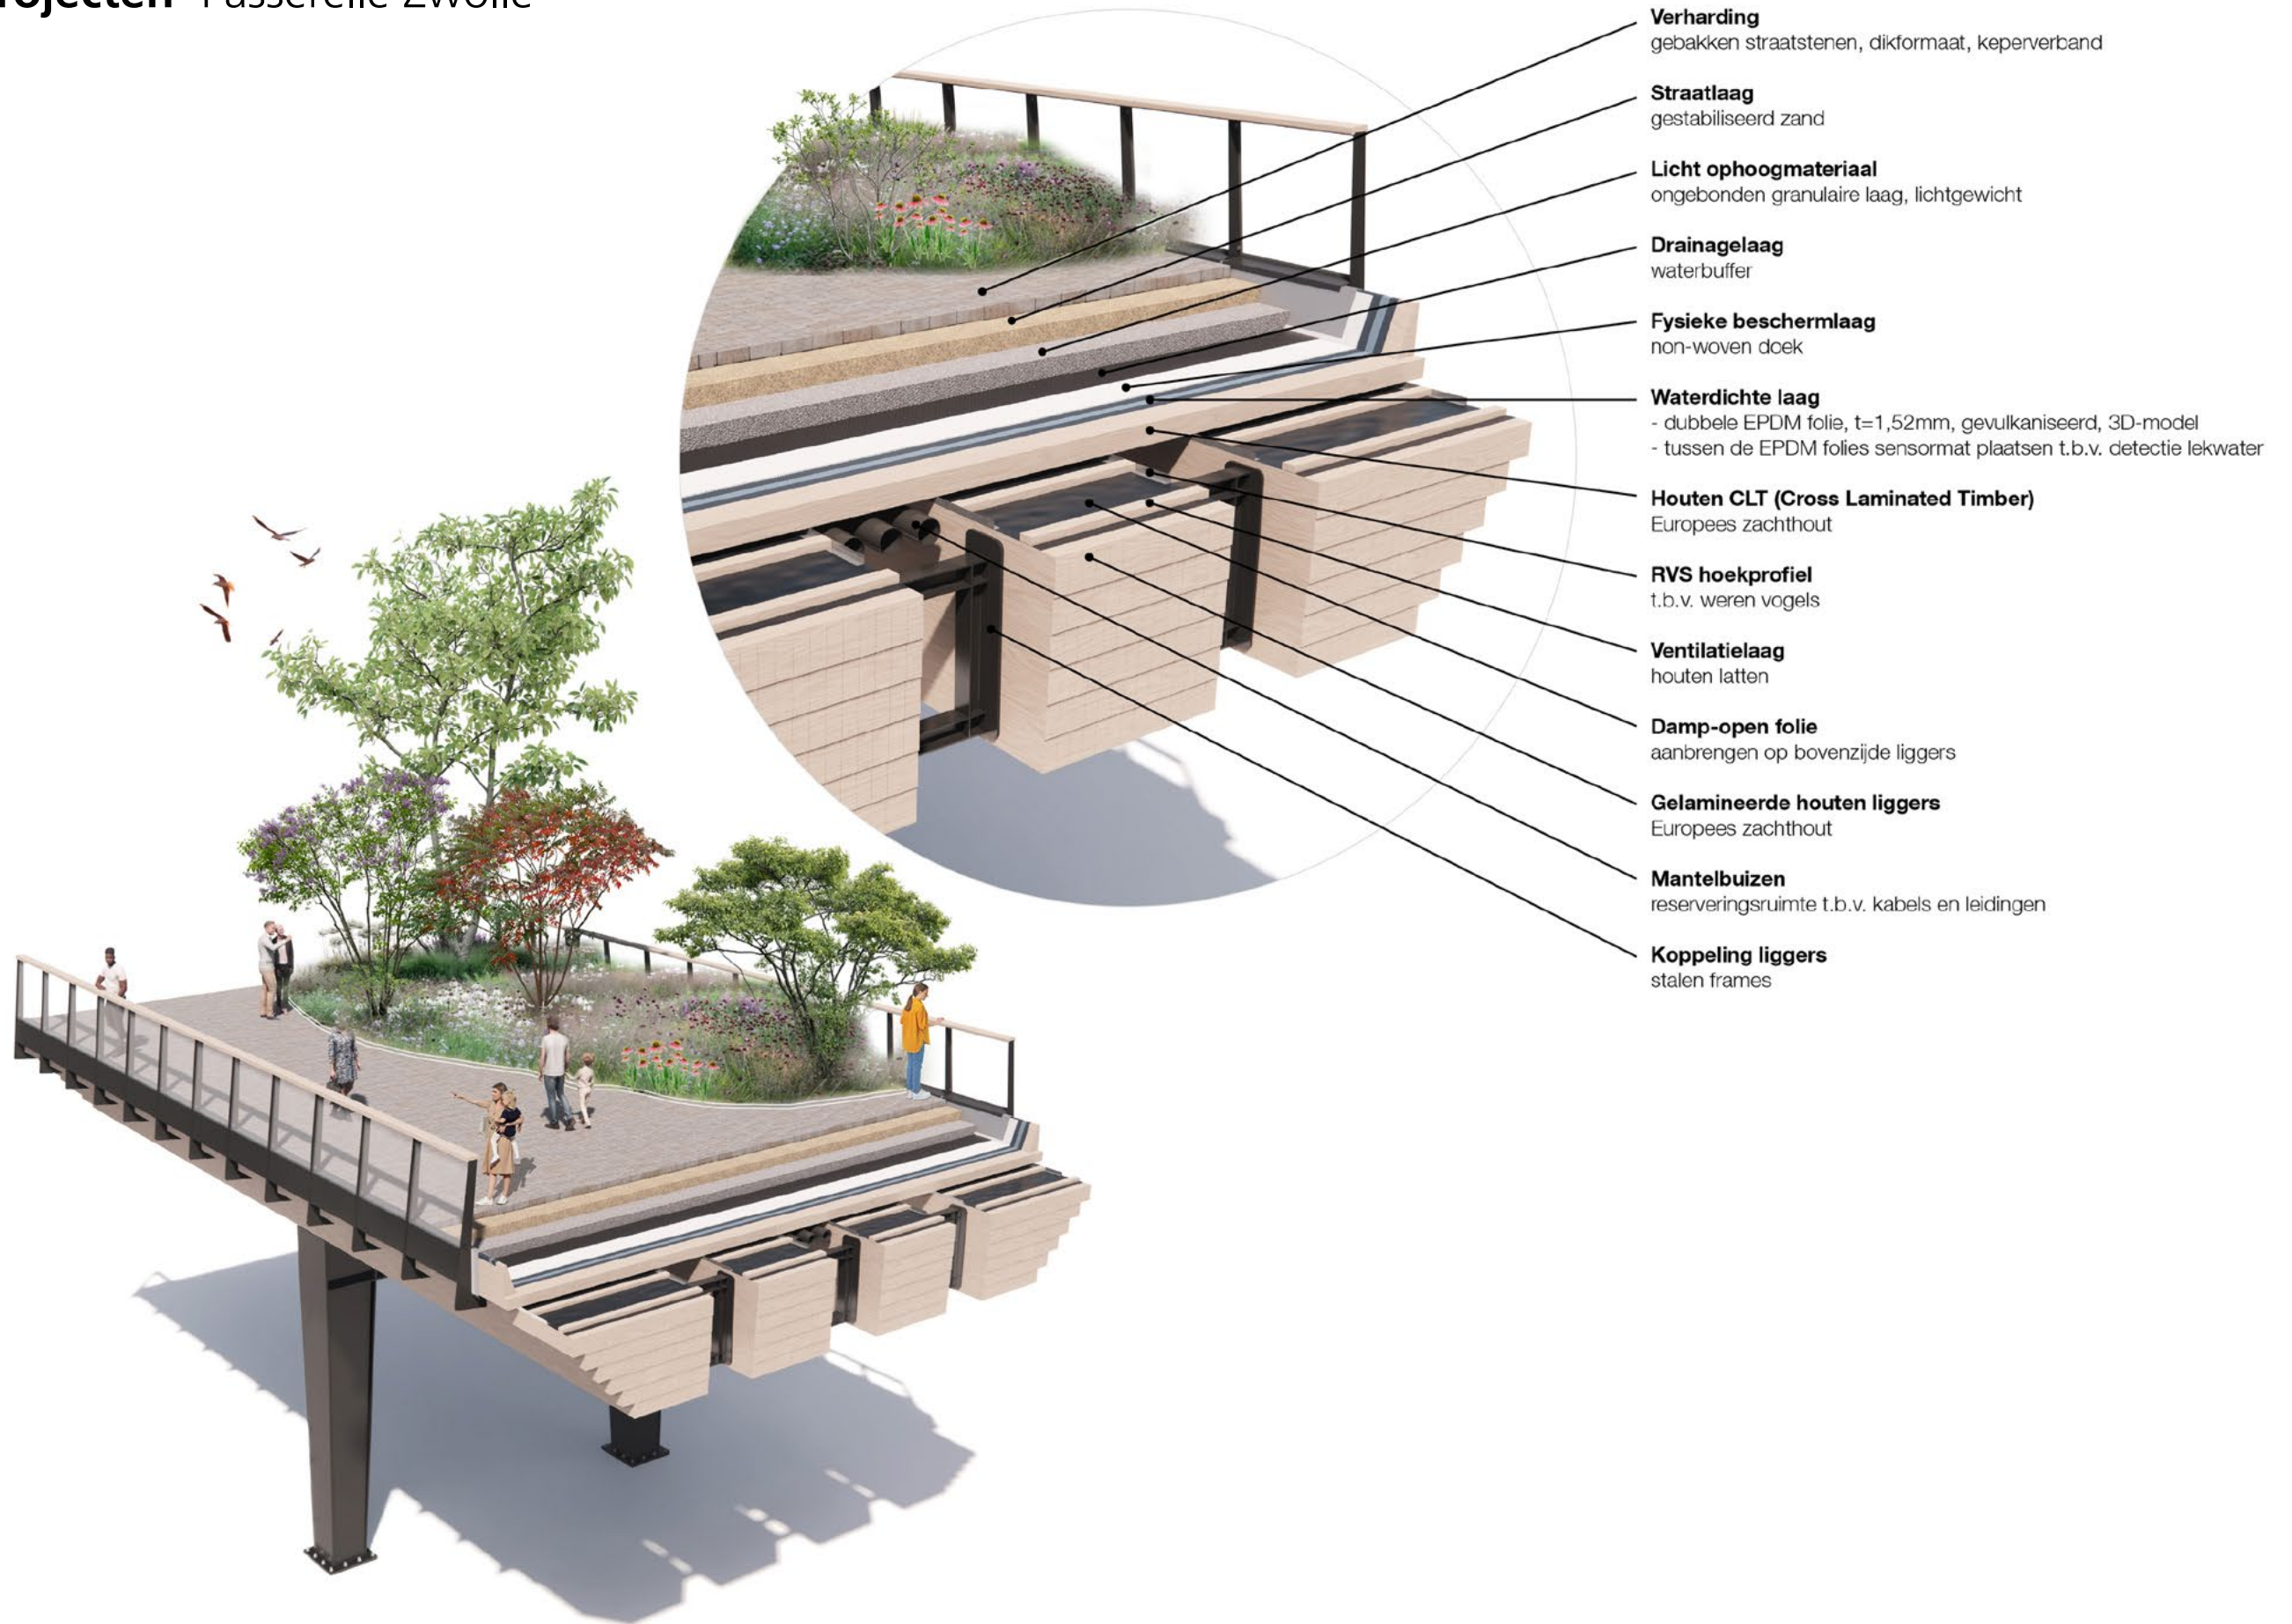 rojecten Passerelle Zwolle
Verharding
gebakken straatstenen, dikformaat, keperverband
Straatlaag
gestabiliseerd zand
Licht ophoogmateriaal
ongebonden granulaire laag, lichtgewicht
Drainagelaag
waterbuffer
Fysieke beschermlaag
non-woven doek
Waterdichte laag
- dubbele EPDM folie, t=1,52mm, gevulkaniseerd, 3D-model
- tussen de EPDM folies sensormat plaatsen t.b.v. detectie lekwater
Houten CLT (Cross Laminated Timber)
Europees zachthout
RVS hoekprofiel
t.b.v. weren vogels
Ventilatielaag
houten latten
Damp-open folie
aanbrengen op bovenzijde liggers
Gelamineerde houten liggers
Europees zachthout
Mantelbuizen
reserveringsruimte t.b.v. kabels en leidingen
Koppeling liggers
stalen frames